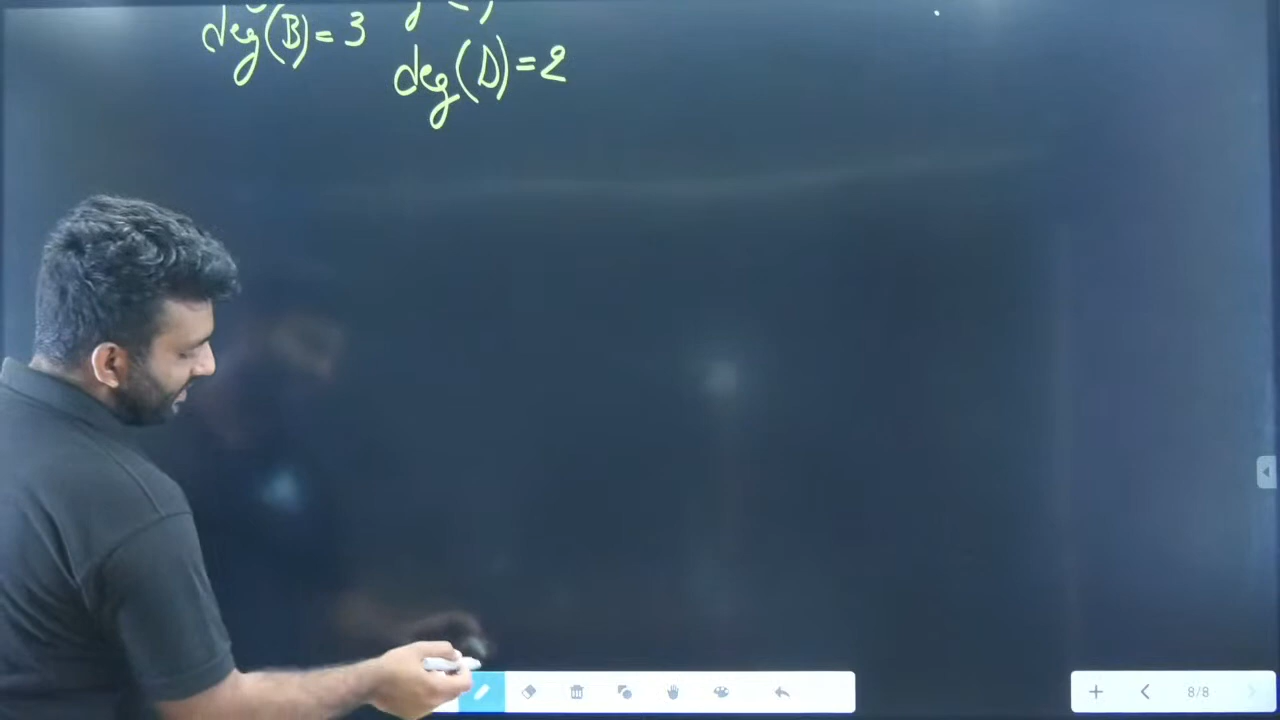 deg(B) = 3
deg(D) = 2
8/8